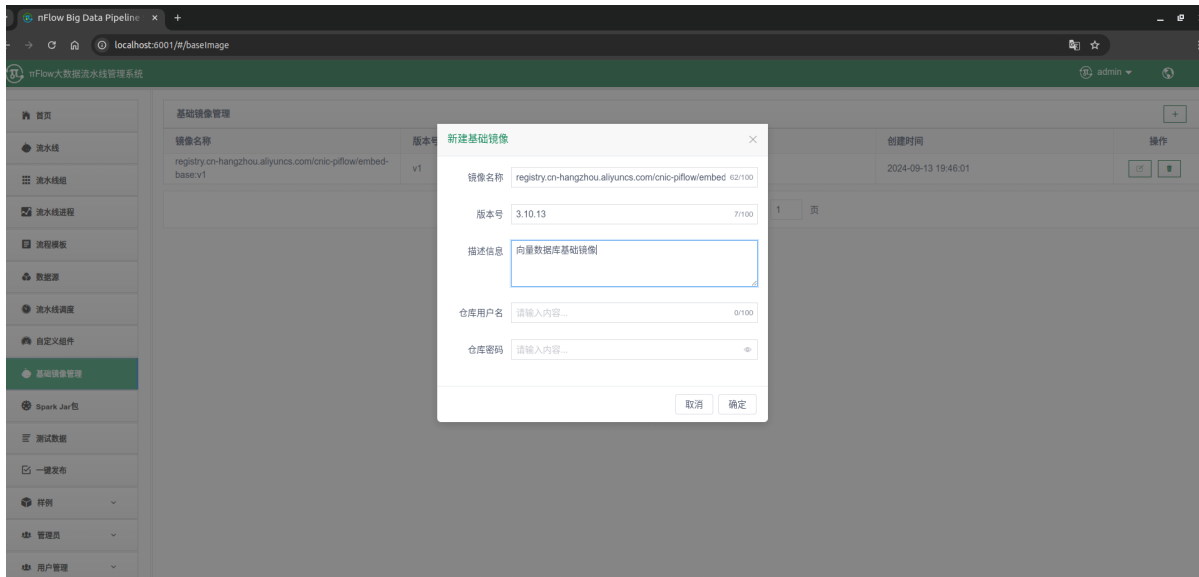 nFlow Big Data Pipeline
localhost:6001/#/baseImage
nFlow大数据流水线管理系统
admin
首页
流水线
流水线组
流水线进程
流程模板
数据源
流水线调度
自定义组件
基础镜像管理
Spark Jar包
测试数据
一键发布
样例
管理员
用户管理
基础镜像管理
镜像名称 版本号 创建时间 操作
registry.cn-hangzhou.aliyuncs.com/cnic-piflow/embed-
base:v1 v1 2024-09-13 19:46:01
1 页
新建基础镜像
镜像名称 registry.cn-hangzhou.aliyuncs.com/cnic-piflow/embed 62/100
版本号 3.10.13 7/100
描述信息 向量数据库基础镜像
仓库用户名 请输入内容... 0/100
仓库密码 请输入内容...
取消 确定